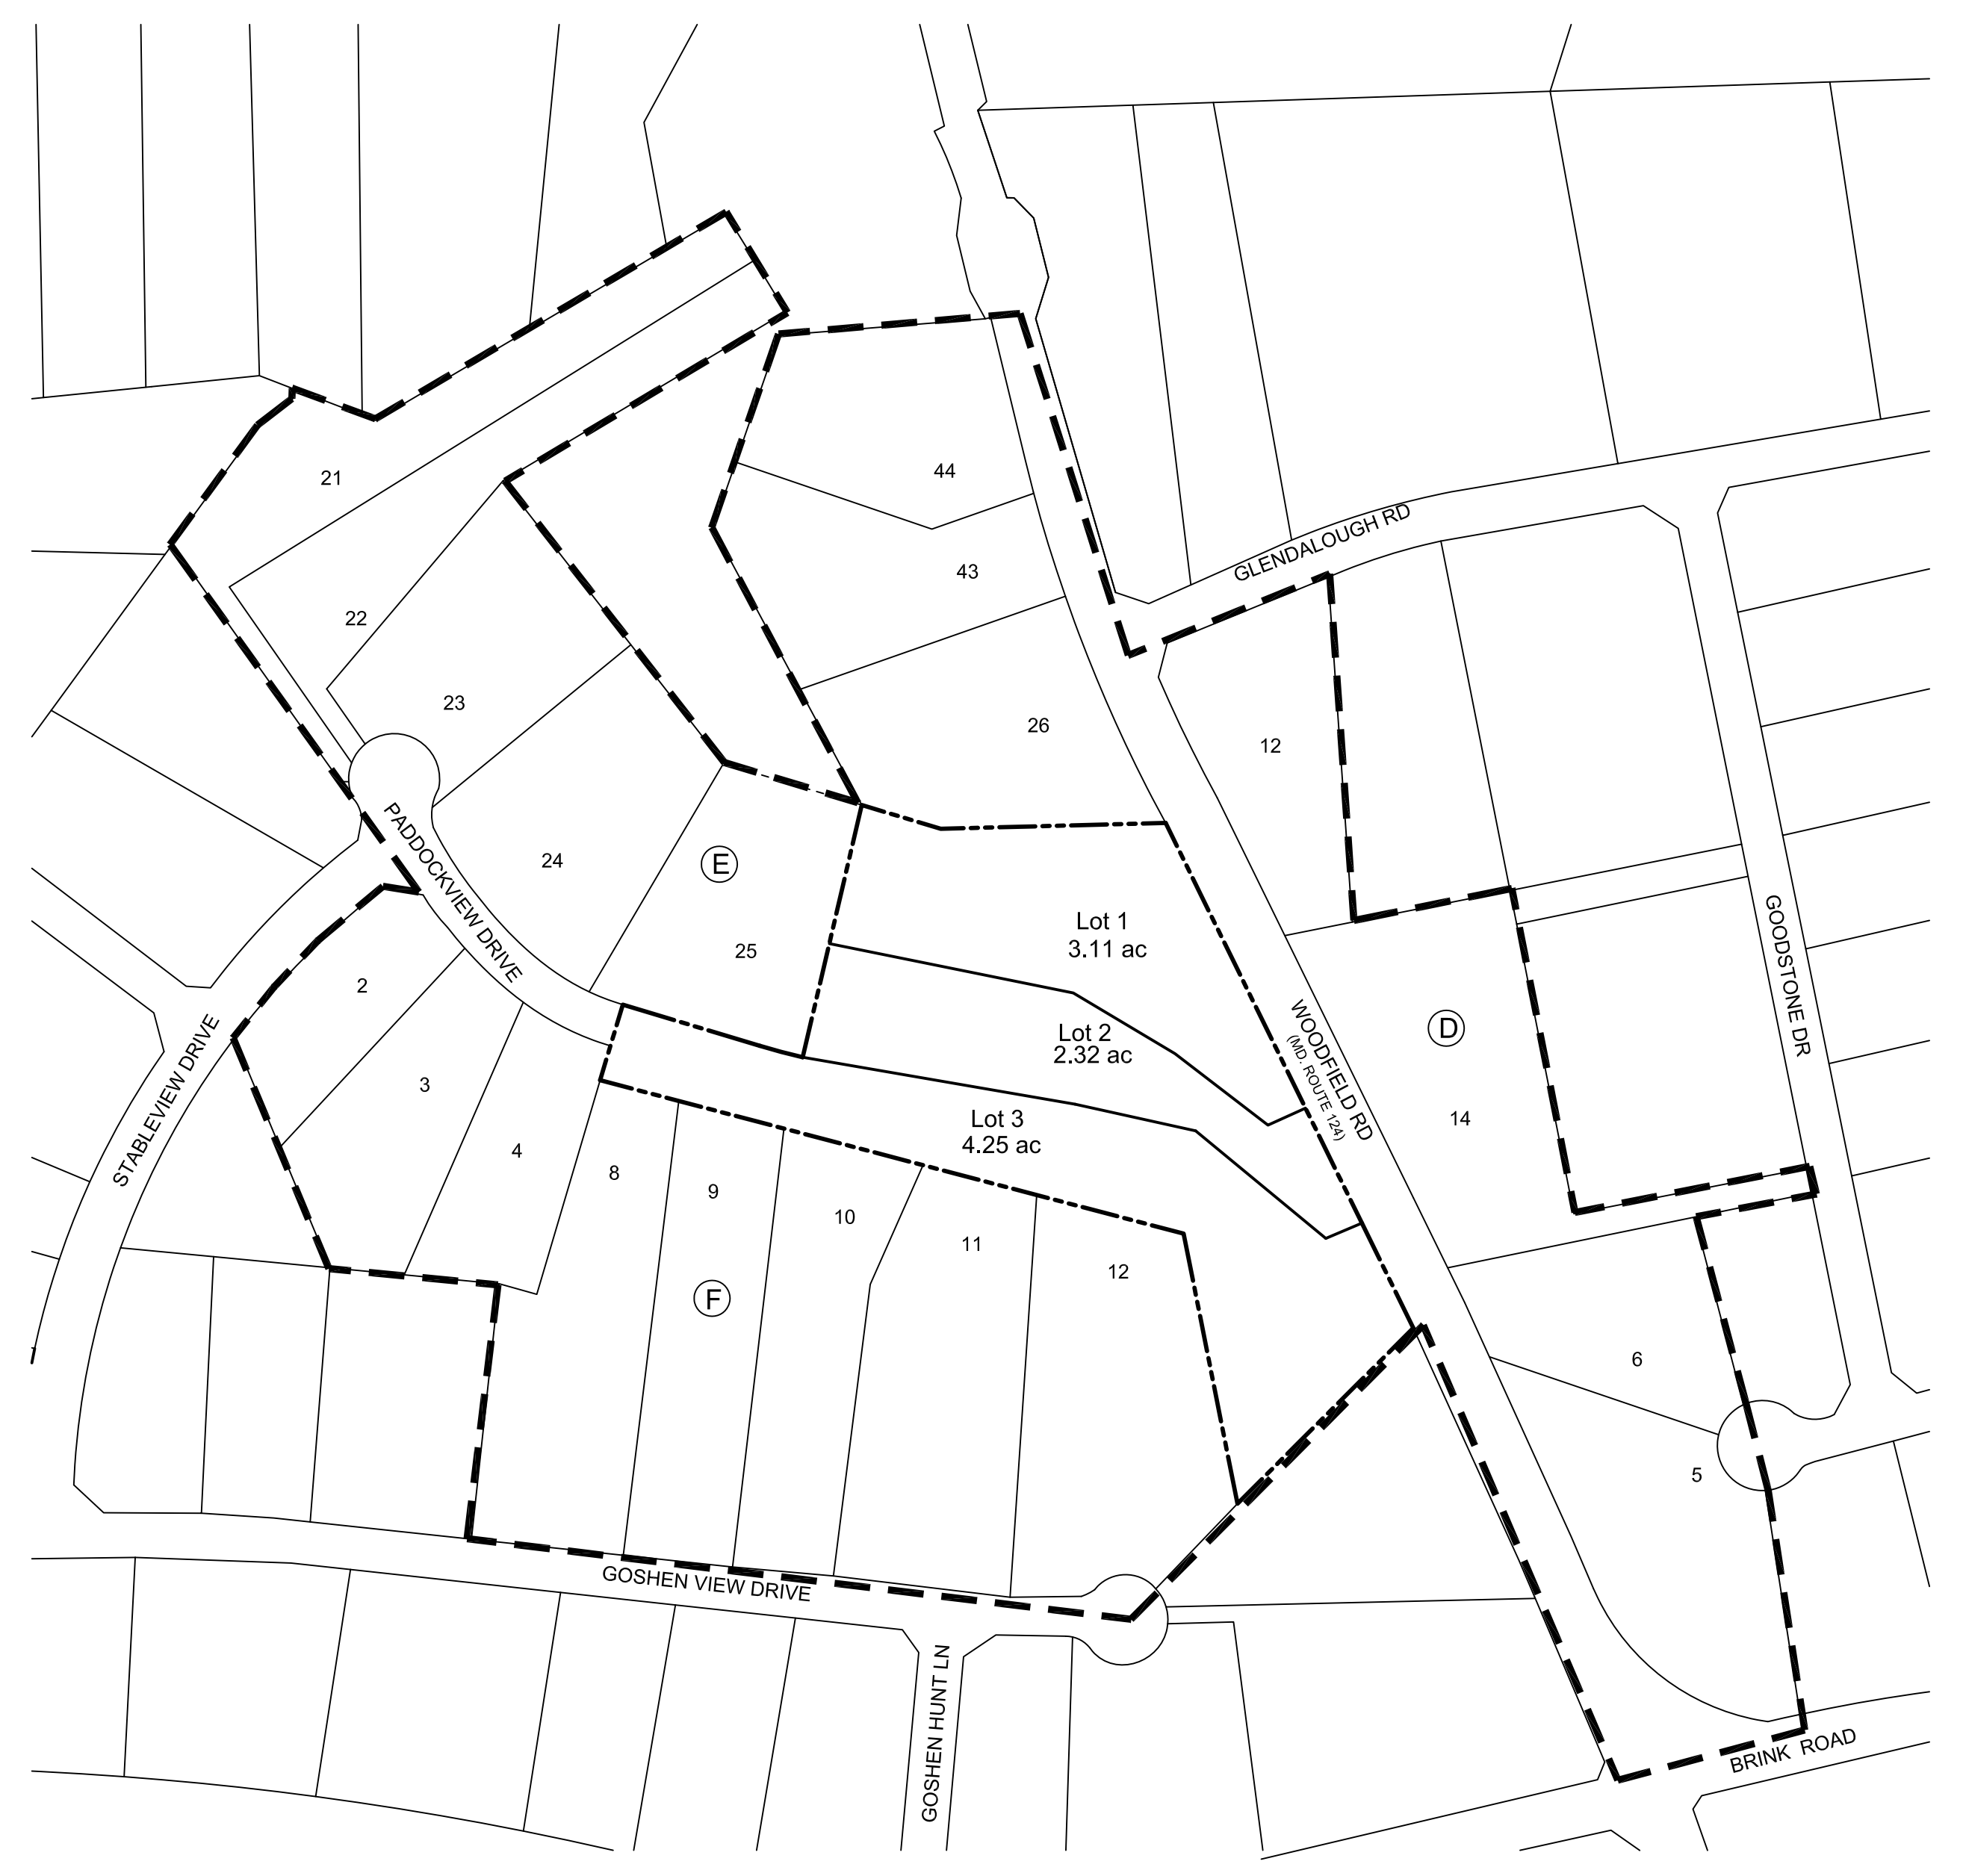 44
21
43
GLENDALOUGH RD
22
23
26
12
PADDOCKVIEW DRIVE
24
E
25
Lot 1
3.11 ac
GOODSTONE DR
2
Lot 2
2.32 ac
WOODFIELD RD
(MD. ROUTE 124)
D
STABLEVIEW DRIVE
3
Lot 3
4.25 ac
14
4
8
9
10
11
12
F
6
5
GOSHEN VIEW DRIVE
GOSHEN HUNT LN
BRINK ROAD